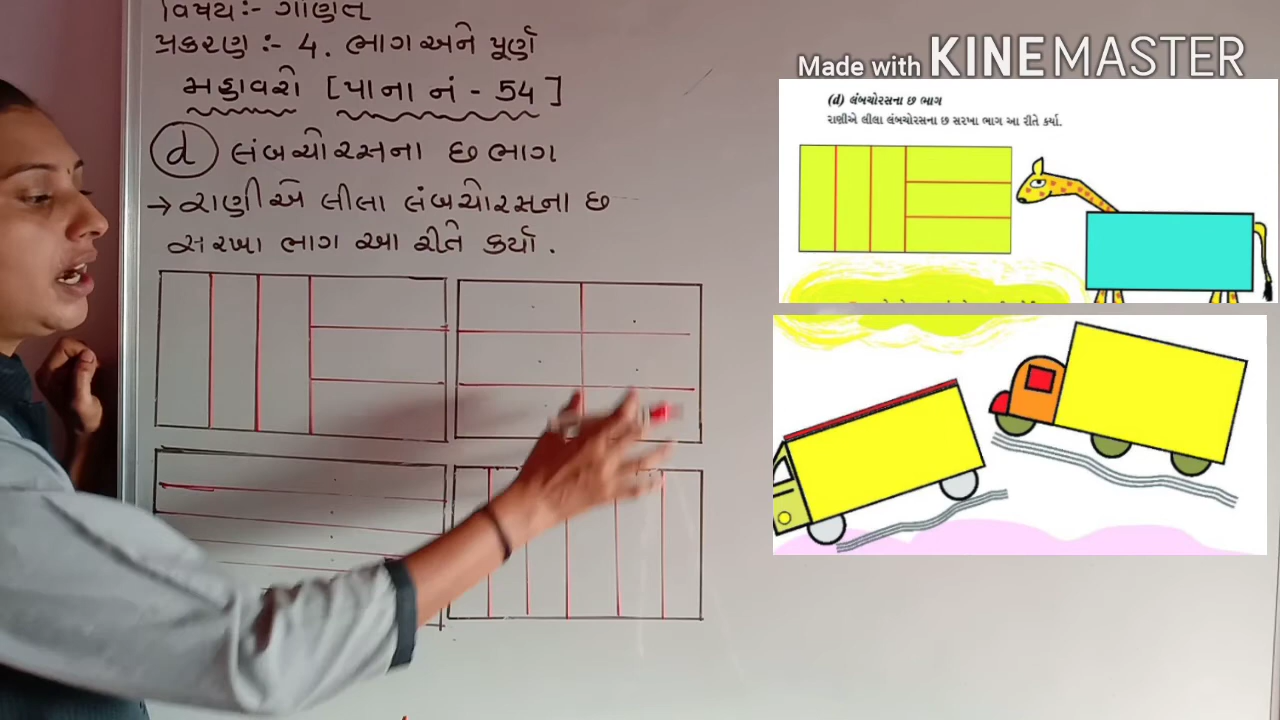 વિષય:- ગણિત
પ્રકરણ :- 4. ભાગ અને પૂર્ણ
મહાવરો [પાના નં - 54]
(d) લંબચોરસના છ ભાગ
→ રાણીએ લીલા લંબચોરસના છ
સરખા ભાગ આ રીતે કર્યા.
Made with KINEMASTER
(d) લંબચોરસના છ ભાગ
રાણીએ લીલા લંબચોરસના છ સરખા ભાગ આ રીતે કર્યા.